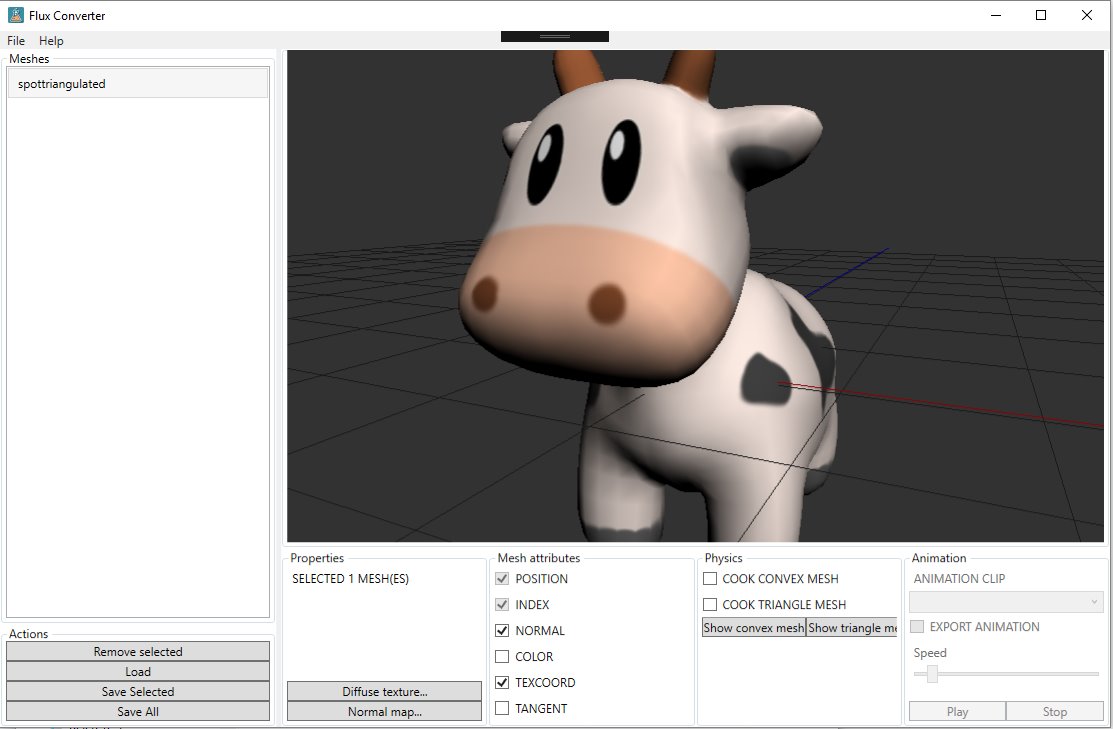 Flux Converter
File Help
Meshes
spottriangulated
Actions
Remove selected
Load
Save Selected
Save All
Properties
SELECTED 1 MESH(ES)
Diffuse texture...
Normal map...
Mesh attributes
POSITION
INDEX
NORMAL
COLOR
TEXCOORD
TANGENT
Physics
COOK CONVEX MESH
COOK TRIANGLE MESH
Show convex mesh Show triangle me
Animation
ANIMATION CLIP
EXPORT ANIMATION
Speed
Play Stop